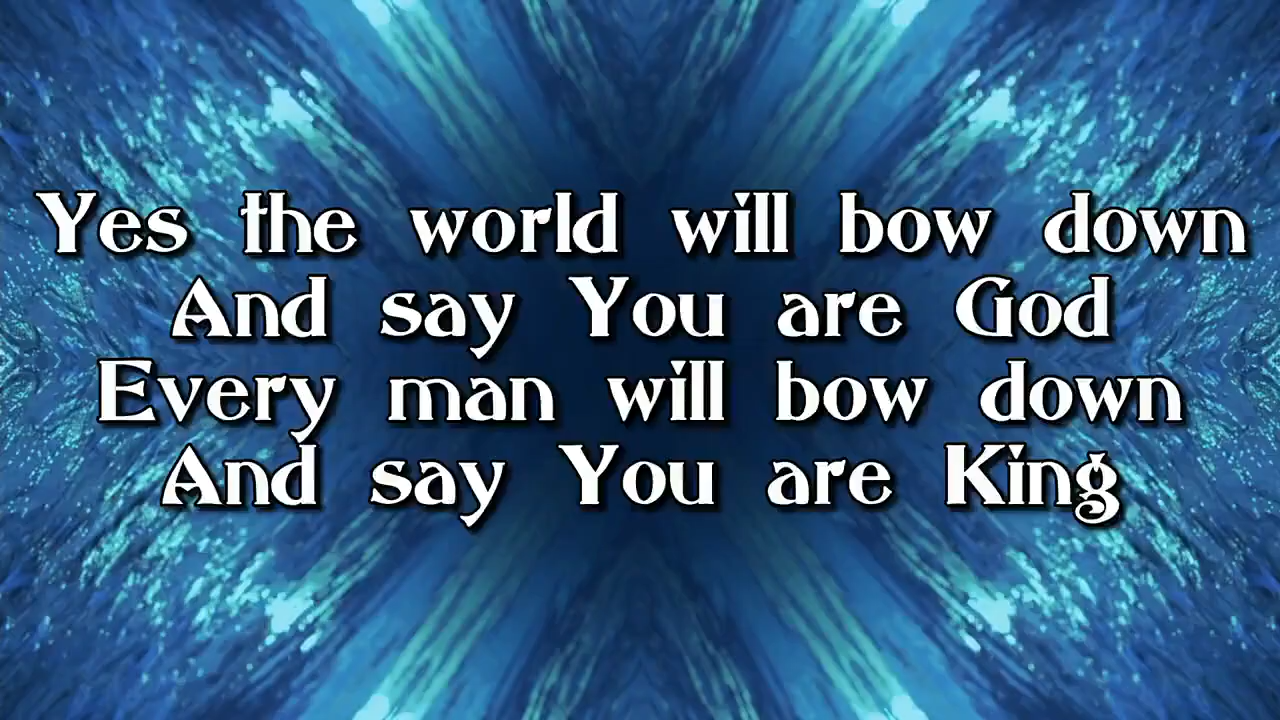 Yes the world will bow down
And say You are God
Every man will bow down
And say You are King